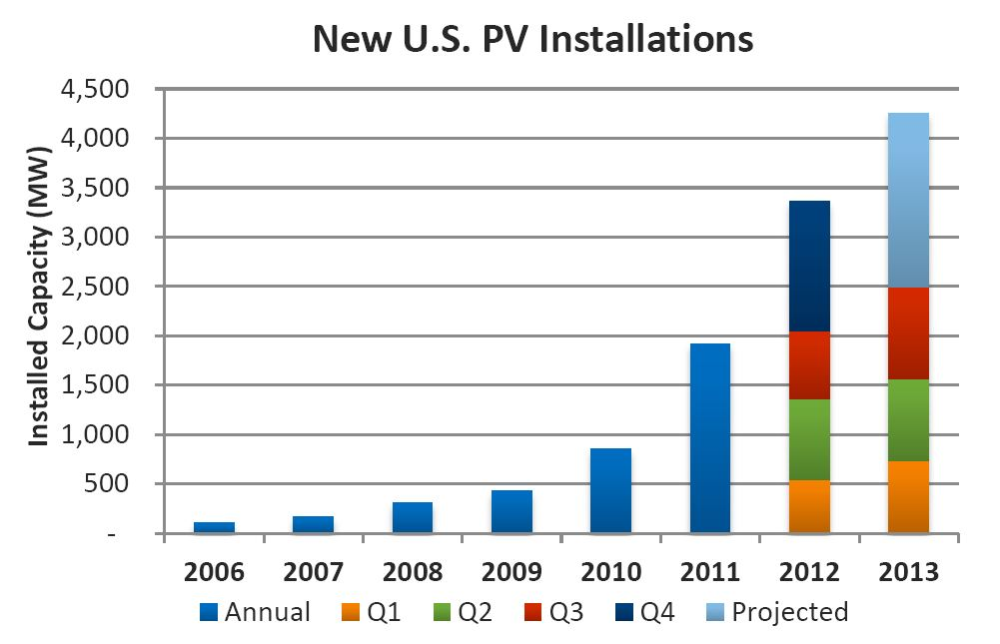 New U.S. PV Installations
Installed Capacity (MW)
4,500
4,000
3,500
3,000
2,500
2,000
1,500
1,000
500
-
2006 2007 2008 2009 2010 2011 2012 2013
Annual Q1 Q2 Q3 Q4 Projected